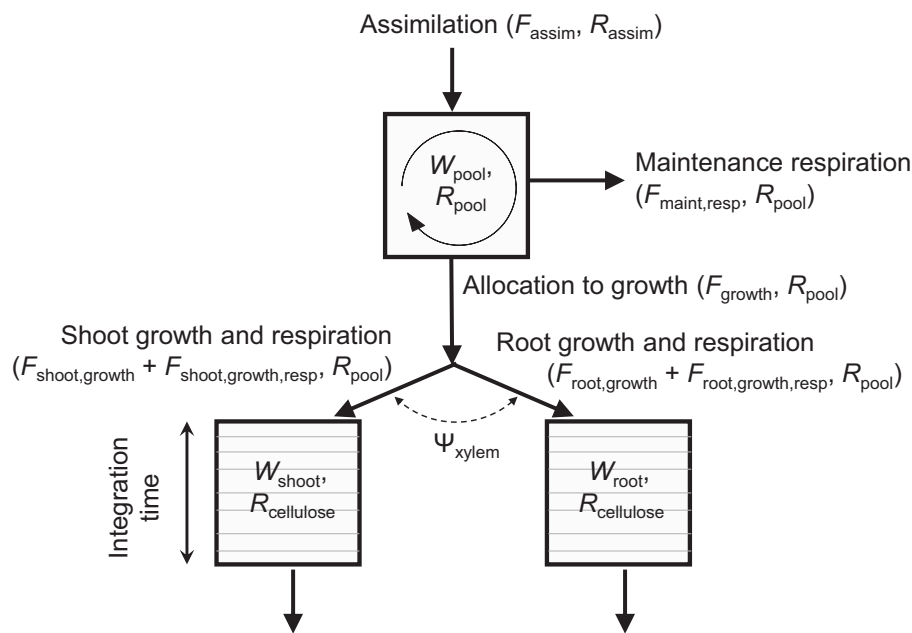 Assimilation (F_assim, R_assim)
W_pool,
R_pool
Maintenance respiration
(F_maint,resp, R_pool)
Allocation to growth (F_growth, R_pool)
Shoot growth and respiration
(F_shoot,growth + F_shoot,growth,resp, R_pool)
Root growth and respiration
(F_root,growth + F_root,growth,resp, R_pool)
Ψ_xylem
Integration
time
W_shoot,
R_cellulose
W_root,
R_cellulose